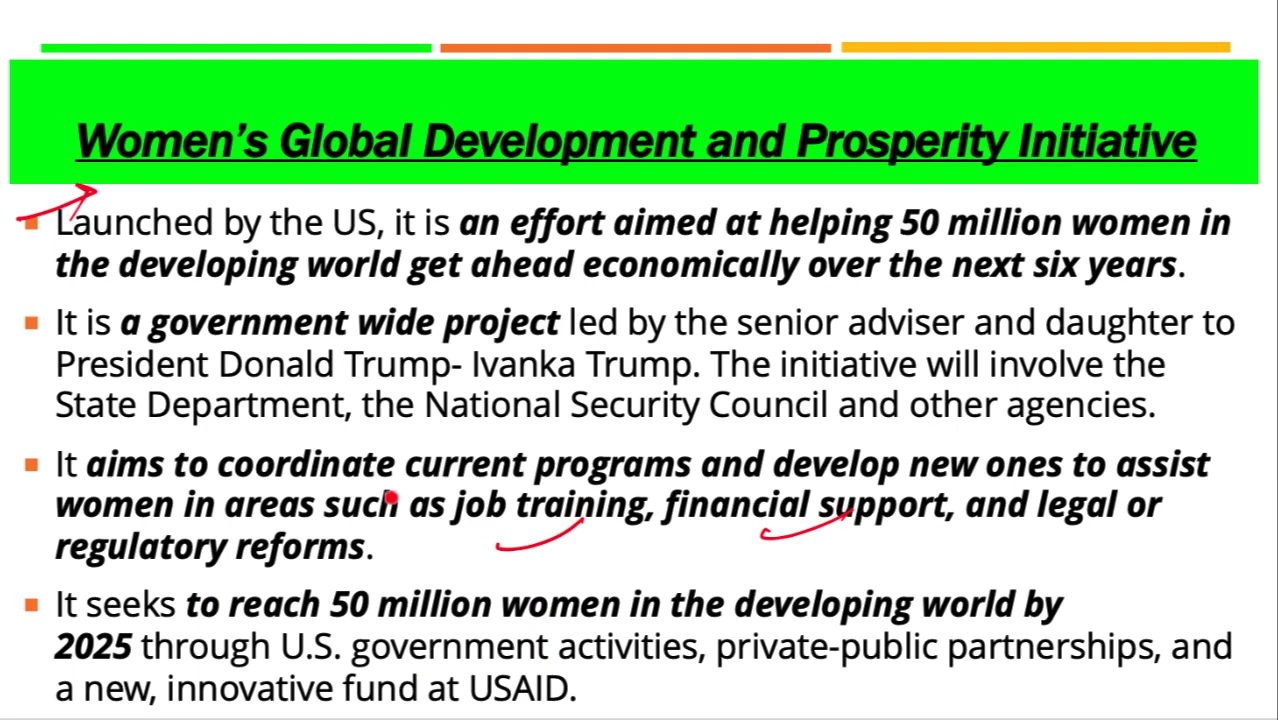 Women’s Global Development and Prosperity Initiative
Launched by the US, it is an effort aimed at helping 50 million women in
the developing world get ahead economically over the next six years.
It is a government wide project led by the senior adviser and daughter to
President Donald Trump- Ivanka Trump. The initiative will involve the
State Department, the National Security Council and other agencies.
It aims to coordinate current programs and develop new ones to assist
women in areas such as job training, financial support, and legal or
regulatory reforms.
It seeks to reach 50 million women in the developing world by
2025 through U.S. government activities, private-public partnerships, and
a new, innovative fund at USAID.